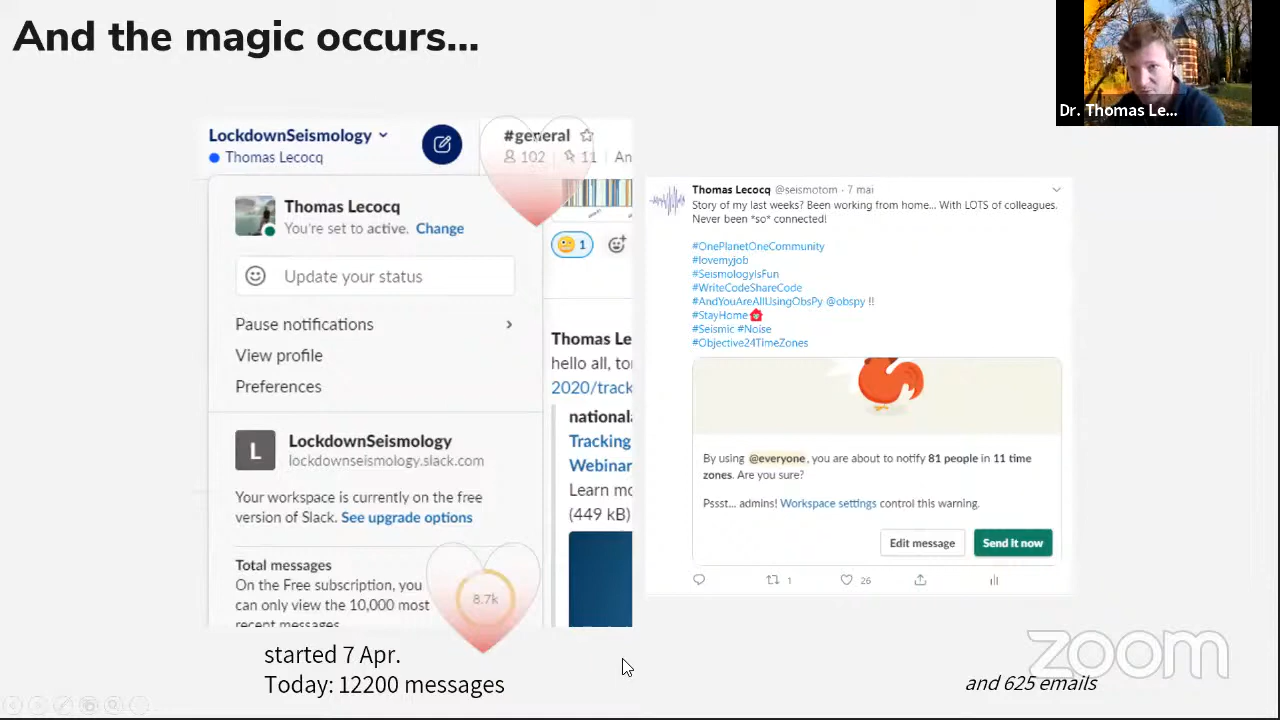 And the magic occurs...
Dr. Thomas Le...
LockdownSeismology
Thomas Lecocq
#general
102
11
An
Thomas Lecocq
You're set to active. Change
Update your status
Pause notifications
View profile
Preferences
L
LockdownSeismology
lockdownseismology.slack.com
Your workspace is currently on the free
version of Slack. See upgrade options
Total messages
On the Free subscription, you
can only view the 10,000 most
recent messages.
8.7k
1
Thomas Le
hello all, tor
2020/track
nationala
Tracking
Webinar
Learn mo
(449 kB)
Thomas Lecocq @seismotom · 7 mai
Story of my last weeks? Been working from home... With LOTS of colleagues.
Never been *so* connected!
#OnePlanetOneCommunity
#lovemyjob
#SeismologyIsFun
#WriteCodeShareCode
#AndYouAreAllUsingObsPy @obspy !!
#StayHome
#Seismic #Noise
#Objective24TimeZones
By using @everyone, you are about to notify 81 people in 11 time
zones. Are you sure?
Pssst... admins! Workspace settings control this warning.
Edit message
Send it now
1
26
started 7 Apr.
Today: 12200 messages
zoom
and 625 emails